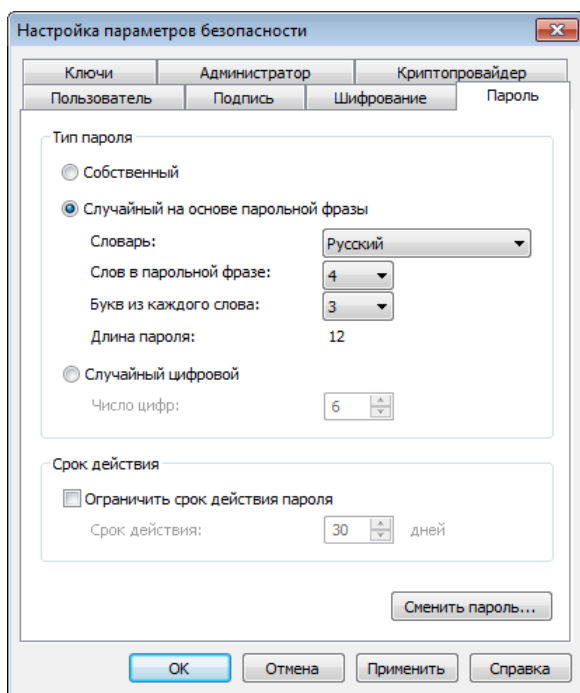 Настройка параметров безопасности
Ключи Администратор Криптопровайдер
Пользователь Подпись Шифрование Пароль
Тип пароля
Собственный
Случайный на основе парольной фразы
Словарь: Русский
Слов в парольной фразе: 4
Букв из каждого слова: 3
Длина пароля: 12
Случайный цифровой
Число цифр: 6
Срок действия
Ограничить срок действия пароля
Срок действия: 30 дней
Сменить пароль...
ОК Отмена Применить Справка